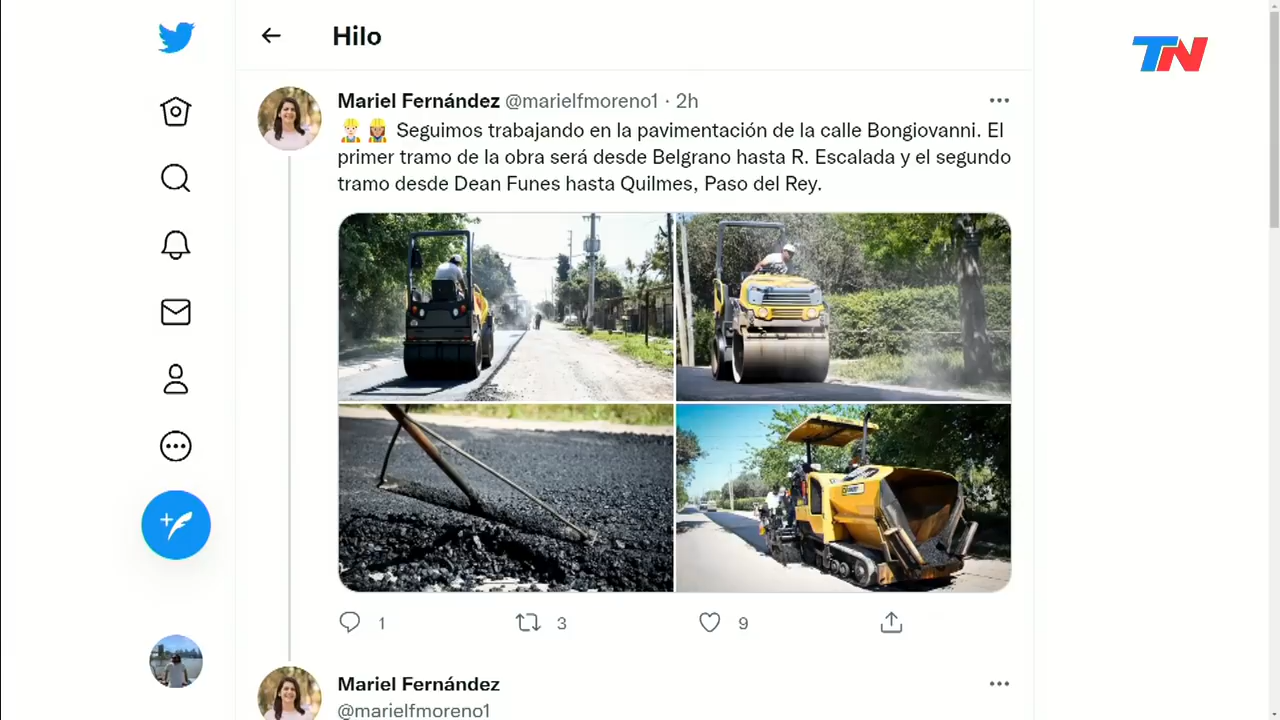 Hilo
TN
Mariel Fernández @marielfmoreno1 · 2h
Seguimos trabajando en la pavimentación de la calle Bongiovanni. El
primer tramo de la obra será desde Belgrano hasta R. Escalada y el segundo
tramo desde Dean Funes hasta Quilmes, Paso del Rey.
1 3 9
Mariel Fernández
@marielfmoreno1